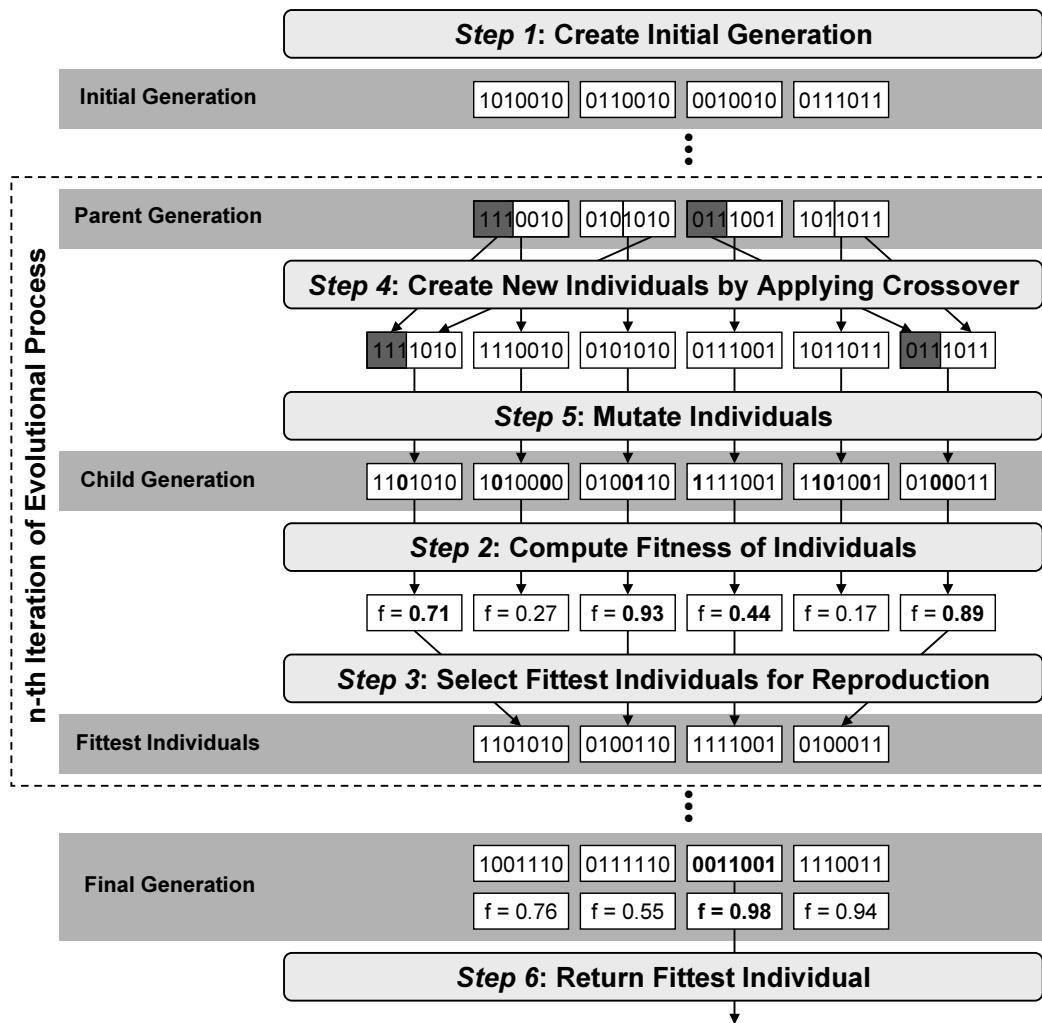 Step 1: Create Initial Generation
Initial Generation
1010010 0110010 0010010 0111011
n-th Iteration of Evolutional Process
Parent Generation
1110010 0101010 0111001 1011011
Step 4: Create New Individuals by Applying Crossover
1111010 1110010 0101010 0111001 1011011 0111011
Step 5: Mutate Individuals
Child Generation
1101010 1010000 0100110 1111001 1101001 0100011
Step 2: Compute Fitness of Individuals
f = 0.71 f = 0.27 f = 0.93 f = 0.44 f = 0.17 f = 0.89
Step 3: Select Fittest Individuals for Reproduction
Fittest Individuals
1101010 0100110 1111001 0100011
Final Generation
1001110 0111110 0011001 1110011
f = 0.76 f = 0.55 f = 0.98 f = 0.94
Step 6: Return Fittest Individual